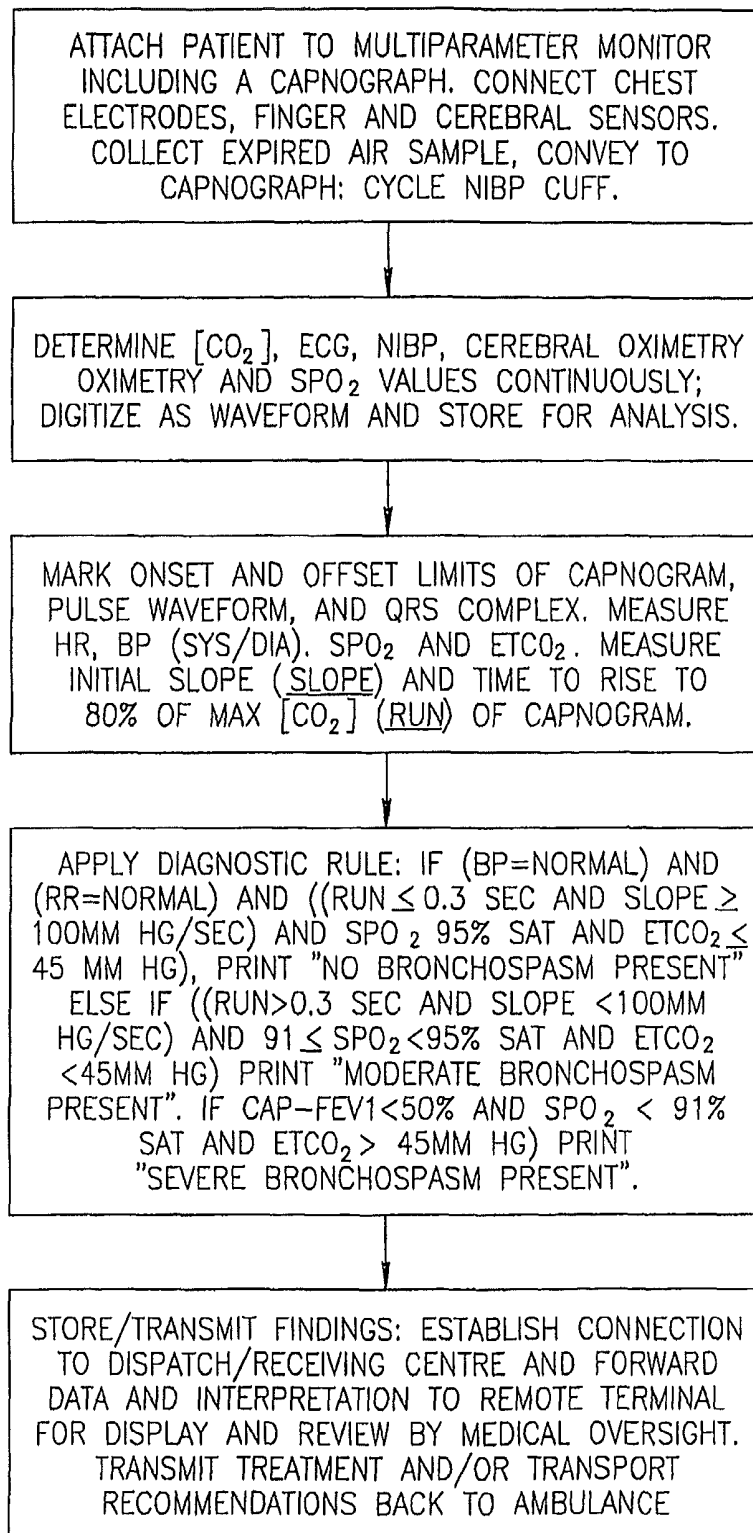 ATTACH PATIENT TO MULTIPARAMETER MONITOR
INCLUDING A CAPNOGRAPH. CONNECT CHEST
ELECTRODES, FINGER AND CEREBRAL SENSORS.
COLLECT EXPIRED AIR SAMPLE, CONVEY TO
CAPNOGRAPH: CYCLE NIBP CUFF.
DETERMINE [CO₂], ECG, NIBP, CEREBRAL OXIMETRY
OXIMETRY AND SPO₂ VALUES CONTINUOUSLY;
DIGITIZE AS WAVEFORM AND STORE FOR ANALYSIS.
MARK ONSET AND OFFSET LIMITS OF CAPNOGRAM,
PULSE WAVEFORM, AND QRS COMPLEX. MEASURE
HR, BP (SYS/DIA). SPO₂ AND ETCO₂. MEASURE
INITIAL SLOPE (SLOPE) AND TIME TO RISE TO
80% OF MAX [CO₂] (RUN) OF CAPNOGRAM.
APPLY DIAGNOSTIC RULE: IF (BP=NORMAL) AND
(RR=NORMAL) AND ((RUN ≤ 0.3 SEC AND SLOPE ≥
100MM HG/SEC) AND SPO₂ 95% SAT AND ETCO₂ ≤
45 MM HG), PRINT "NO BRONCHOSPASM PRESENT"
ELSE IF ((RUN>0.3 SEC AND SLOPE <100MM
HG/SEC) AND 91 ≤ SPO₂<95% SAT AND ETCO₂
<45MM HG) PRINT "MODERATE BRONCHOSPASM
PRESENT". IF CAP-FEV1<50% AND SPO₂ < 91%
SAT AND ETCO₂> 45MM HG) PRINT
"SEVERE BRONCHOSPASM PRESENT".
STORE/TRANSMIT FINDINGS: ESTABLISH CONNECTION
TO DISPATCH/RECEIVING CENTRE AND FORWARD
DATA AND INTERPRETATION TO REMOTE TERMINAL
FOR DISPLAY AND REVIEW BY MEDICAL OVERSIGHT.
TRANSMIT TREATMENT AND/OR TRANSPORT
RECOMMENDATIONS BACK TO AMBULANCE